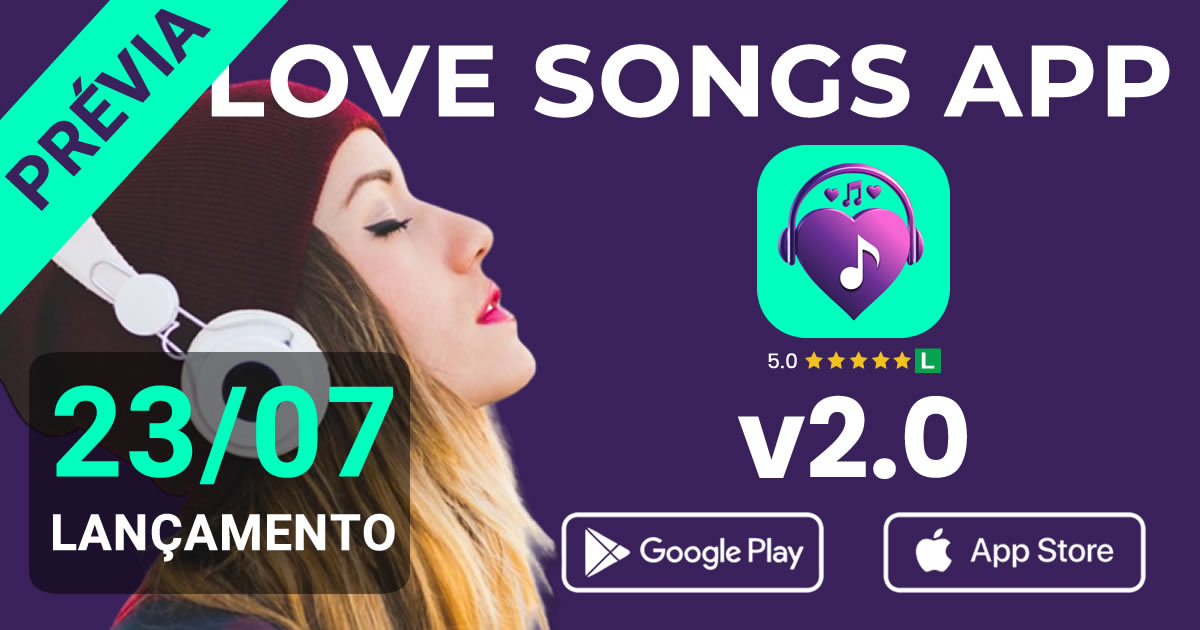 PRÉVIA
LOVE SONGS APP
5.0 ★★★★★ L
v2.0
23/07
LANÇAMENTO
Google Play
App Store